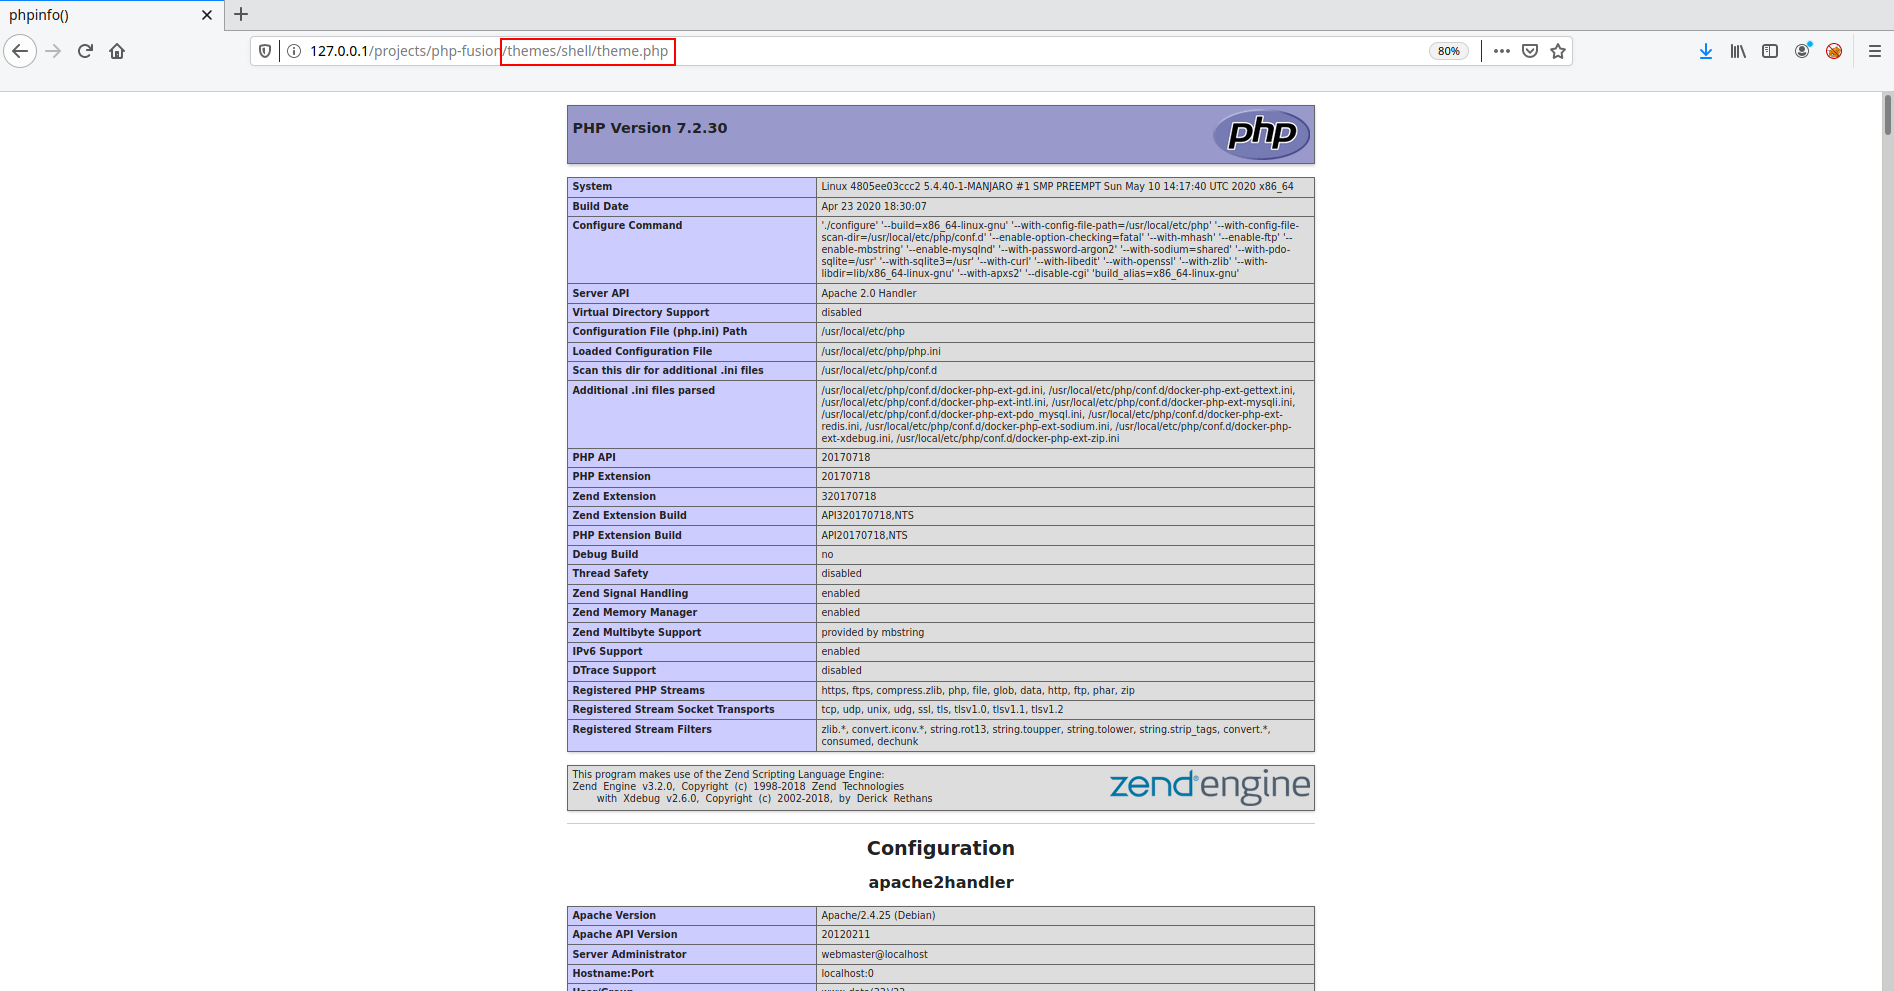 phpinfo()
127.0.0.1/projects/php-fusion/themes/shell/theme.php
80%
PHP Version 7.2.30
php
System Linux 4805ee03ccc2 5.4.40-1-MANJARO #1 SMP PREEMPT Sun May 10 14:17:40 UTC 2020 x86_64
Build Date Apr 23 2020 18:30:07
Configure Command './configure' '--build=x86_64-linux-gnu' '--with-config-file-path=/usr/local/etc/php' '--with-config-file-
scan-dir=/usr/local/etc/php/conf.d' '--enable-option-checking=fatal' '--with-mhash' '--enable-ftp' '--
enable-mbstring' '--enable-mysqlnd' '--with-password-argon2' '--with-sodium=shared' '--with-pdo-
sqlite=/usr' '--with-sqlite3=/usr' '--with-curl' '--with-libedit' '--with-openssl' '--with-zlib' '--with-
libdir=lib/x86_64-linux-gnu' '--with-apxs2' '--disable-cgi' 'build_alias=x86_64-linux-gnu'
Server API Apache 2.0 Handler
Virtual Directory Support disabled
Configuration File (php.ini) Path /usr/local/etc/php
Loaded Configuration File /usr/local/etc/php/php.ini
Scan this dir for additional .ini files /usr/local/etc/php/conf.d
Additional .ini files parsed /usr/local/etc/php/conf.d/docker-php-ext-gd.ini, /usr/local/etc/php/conf.d/docker-php-ext-gettext.ini,
/usr/local/etc/php/conf.d/docker-php-ext-intl.ini, /usr/local/etc/php/conf.d/docker-php-ext-mysqli.ini,
/usr/local/etc/php/conf.d/docker-php-ext-pdo_mysql.ini, /usr/local/etc/php/conf.d/docker-php-ext-
redis.ini, /usr/local/etc/php/conf.d/docker-php-ext-sodium.ini, /usr/local/etc/php/conf.d/docker-php-
ext-xdebug.ini, /usr/local/etc/php/conf.d/docker-php-ext-zip.ini
PHP API 20170718
PHP Extension 20170718
Zend Extension 320170718
Zend Extension Build API320170718,NTS
PHP Extension Build API20170718,NTS
Debug Build no
Thread Safety disabled
Zend Signal Handling enabled
Zend Memory Manager enabled
Zend Multibyte Support provided by mbstring
IPv6 Support enabled
DTrace Support disabled
Registered PHP Streams https, ftps, compress.zlib, php, file, glob, data, http, ftp, phar, zip
Registered Stream Socket Transports tcp, udp, unix, udg, ssl, tls, tlsv1.0, tlsv1.1, tlsv1.2
Registered Stream Filters zlib.*, convert.iconv.*, string.rot13, string.toupper, string.tolower, string.strip_tags, convert.*,
consumed, dechunk
This program makes use of the Zend Scripting Language Engine:
Zend Engine v3.2.0, Copyright (c) 1998-2018 Zend Technologies
with Xdebug v2.6.0, Copyright (c) 2002-2018, by Derick Rethans
zend® engine
Configuration
apache2handler
Apache Version Apache/2.4.25 (Debian)
Apache API Version 20120211
Server Administrator webmaster@localhost
Hostname:Port localhost:0